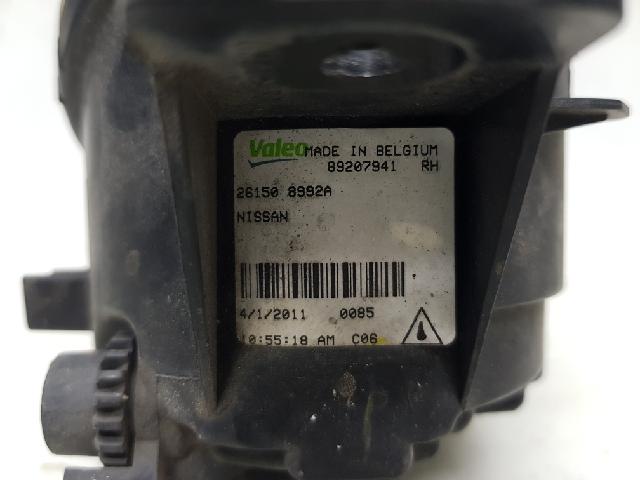 Valeo MADE IN BELGIUM
89207941 RH
26150 8992A
NISSAN
4/1/2011 0085
10:55:18 AM C06